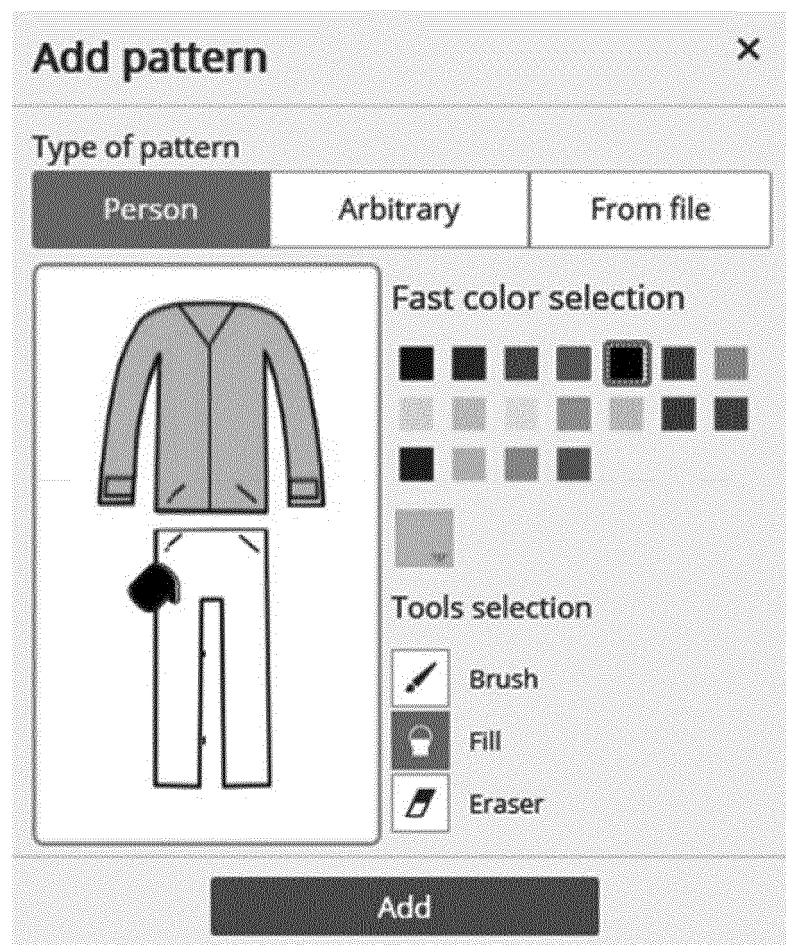 Add pattern
Type of pattern
Person
Arbitrary
From file
Fast color selection
Tools selection
Brush
Fill
Eraser
Add